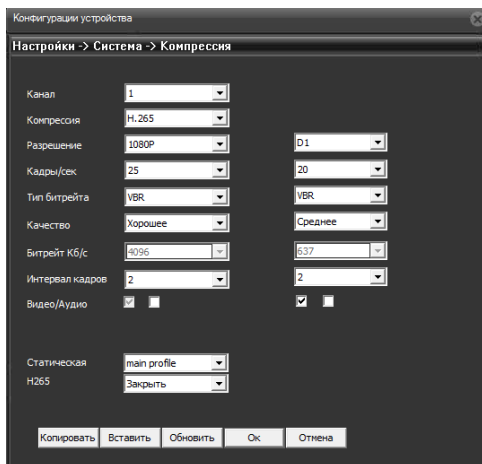 Конфигурации устройства
Настройки -> Система -> Компрессия
Канал 1
Компрессия H.265
Разрешение 1080P D1
Кадры/сек 25 20
Тип битрейта VBR VBR
Качество Хорошее Среднее
Битрейт Кб/с 4096 637
Интервал кадров 2 2
Видео/Аудио
Статическая main profile
H265 Закрыть
Копировать Вставить Обновить Ок Отмена